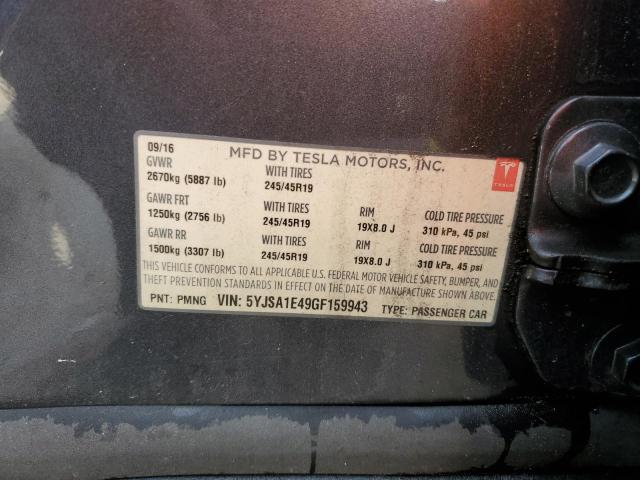 09/16 MFD BY TESLA MOTORS, INC.
GVWR WITH TIRES
2670kg (5887 lb) 245/45R19
GAWR FRT WITH TIRES RIM COLD TIRE PRESSURE
1250kg (2756 lb) 245/45R19 19X8.0 J 310 kPa, 45 psi
GAWR RR WITH TIRES RIM COLD TIRE PRESSURE
1500kg (3307 lb) 245/45R19 19X8.0 J 310 kPa, 45 psi
THIS VEHICLE CONFORMS TO ALL APPLICABLE U.S. FEDERAL MOTOR VEHICLE SAFETY, BUMPER, AND
THEFT PREVENTION STANDARDS IN EFFECT ON THE DATE OF MANUFACTURE SHOWN ABOVE.
PNT: PMNG VIN: 5YJSA1E49GF159943 TYPE: PASSENGER CAR
TESLA